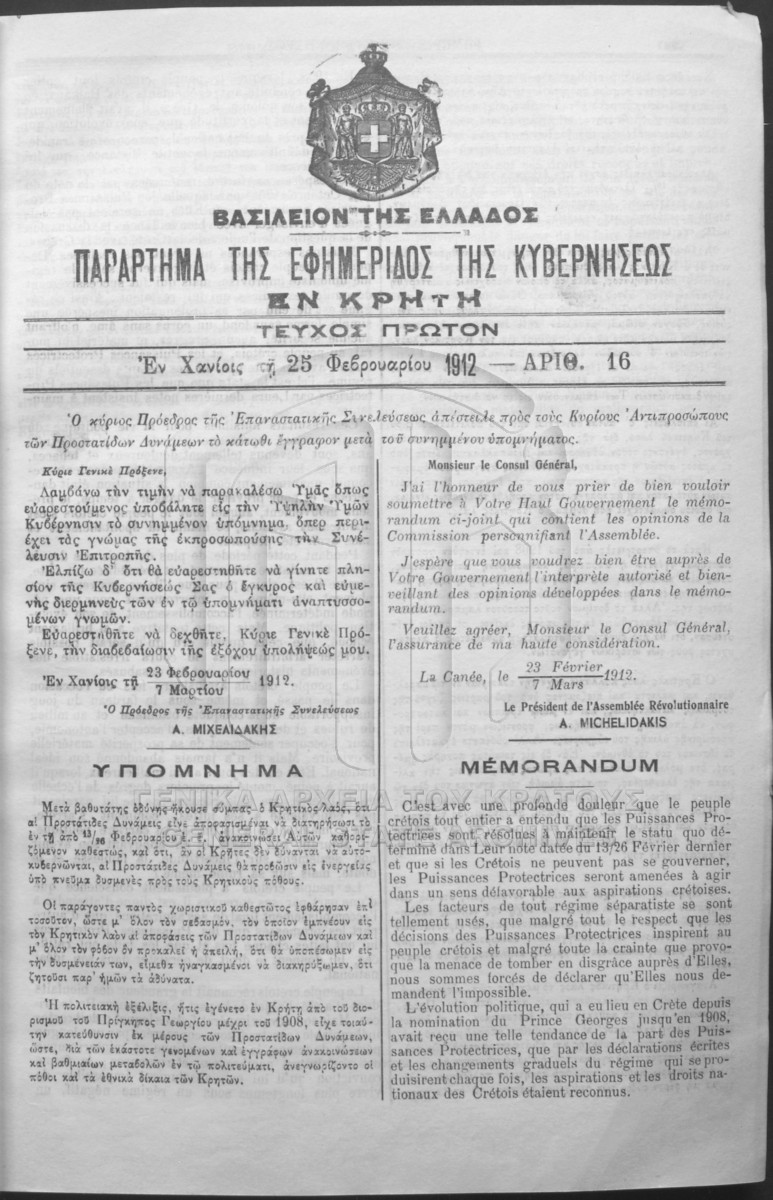 ΒΑΣΙΛΕΙΟΝ ΤΗΣ ΕΛΛΑΔΟΣ
ΠΑΡΑΡΤΗΜΑ ΤΗΣ ΕΦΗΜΕΡΙΔΟΣ ΤΗΣ ΚΥΒΕΡΝΗΣΕΩΣ
ΕΝ ΚΡΗΤΗ
ΤΕΥΧΟΣ ΠΡΩΤΟΝ
Ἐν Χανίοις τῇ 25 Φεβρουαρίου 1912 — ΑΡΙΘ. 16
Ὁ κύριος Πρόεδρος τῆς Ἐπαναστατικῆς Συνελεύσεως ἀπέστειλε πρὸς τοὺς Κυρίους Ἀντιπροσώπους
τῶν Προστατίδων Δυνάμεων τὸ κάτωθι ἔγγραφον μετὰ τοῦ συνημμένου ὑπομνήματος.
Κύριε Γενικὲ Πρόξενε,
Λαμβάνω τὴν τιμὴν νὰ παρακαλέσω Ὑμᾶς ὅπως
εὐαρεστούμενος ὑποβάλητε εἰς τὴν Ὑψηλὴν Ὑμῶν
Κυβέρνησιν τὸ συνημμένον ὑπόμνημα, ὅπερ περι-
έχει τὰς γνώμας τῆς ἐκπροσωπούσης τὴν Συνέ-
λευσιν Ἐπιτροπῆς.
Ἐλπίζω δ' ὅτι θὰ εὐαρεστηθῆτε νὰ γίνητε πλη-
σίον τῆς Κυβερνήσεώς Σας ὁ ἔγκυρος καὶ εὐμε-
νὴς διερμηνεὺς τῶν ἐν τῷ ὑπομνήματι ἀναπτυσσο-
μένων γνωμῶν.
Εὐαρεστηθῆτε νὰ δεχθῆτε, Κύριε Γενικὲ Πρό-
ξενε, τὴν διαβεβαίωσιν τῆς ἐξόχου ὑπολήψεώς μου.
Ἐν Χανίοις τῇ 23 Φεβρουαρίου / 7 Μαρτίου 1912.
Ὁ Πρόεδρος τῆς Ἐπαναστατικῆς Συνελεύσεως
Α. ΜΙΧΕΛΙΔΑΚΗΣ
ΥΠΟΜΝΗΜΑ
Μετὰ βαθυτάτης ὀδύνης ἤκουσε σύμπας ὁ Κρητικὸς λαὸς, ὅτι
αἱ Προστάτιδες Δυνάμεις εἶνε ἀποφασισμέναι νὰ διατηρήσωσι τὸ
ἐν τῇ ἀπὸ 13/26 Φεβρουαρίου ἐ. ἔ. ἀνακοινώσει Αὐτῶν καθορι-
ζόμενον καθεστώς, καὶ ὅτι, ἂν οἱ Κρῆτες δὲν δύνανται νὰ αὐτο-
κυβερνῶνται, αἱ Προστάτιδες Δυνάμεις θὰ προβῶσιν εἰς ἐνεργείας
ὑπὸ πνεῦμα δυσμενὲς πρὸς τοὺς Κρητικοὺς πόθους.
Οἱ παράγοντες παντὸς χωριστικοῦ καθεστῶτος ἐφθάρησαν ἐπὶ
τοσοῦτον, ὥστε μ' ὅλον τὸν σεβασμόν, τὸν ὁποῖον ἐμπνέουν εἰς
τὸν Κρητικὸν λαὸν αἱ ἀποφάσεις τῶν Προστατίδων Δυνάμεων καὶ
μ' ὅλον τὸν φόβον ὃν προκαλεῖ ἡ ἀπειλή, ὅτι θὰ ὑποπέσωμεν εἰς
τὴν δυσμένειάν των, εἴμεθα ἠναγκασμένοι νὰ διακηρύξωμεν, ὅτι
ζητοῦσι παρ' ἡμῶν τὰ ἀδύνατα.
Ἡ πολιτειακὴ ἐξέλιξις, ἥτις ἐγένετο ἐν Κρήτῃ ἀπὸ τοῦ διο-
ρισμοῦ τοῦ Πρίγκηπος Γεωργίου μέχρι τοῦ 1908, εἶχε τοιαύ-
την κατεύθυνσιν ἐκ μέρους τῶν Προστατίδων Δυνάμεων,
ὥστε, διὰ τῶν ἑκάστοτε γενομένων καὶ ἐγγράφων ἀνακοινώσεων
καὶ βαθμιαίων μεταβολῶν ἐν τῷ πολιτεύματι, ἀνεγνωρίζοντο οἱ
πόθοι καὶ τὰ ἐθνικὰ δίκαια τῶν Κρητῶν.
Monsieur le Consul Général,
J'ai l'honneur de vous prier de bien vouloir
soumettre à Votre Haut Gouvernement le mémo-
randum ci-joint qui contient les opinions de la
Commission personnifiant l'Assemblée.
J'espère que vous voudrez bien être auprès de
Votre Gouvernement l'interprète autorisé et bien-
veillant des opinions développées dans le mémo-
randum.
Veuillez agréer, Monsieur le Consul Général,
l'assurance de ma haute considération.
La Canée, le 23 Février / 7 Mars 1912.
Le Président de l'Assemblée Révolutionnaire
A. MICHELIDAKIS
MÉMORANDUM
C'est avec une profonde douleur que le peuple
crétois tout entier a entendu que les Puissances Pro-
tectrices sont résolues à maintenir le statu quo dé-
terminé dans Leur note datée du 13/26 Février dernier
et que si les Crétois ne peuvent pas se gouverner,
les Puissances Protectrices seront amenées à agir
dans un sens défavorable aux aspirations crétoises.
Les facteurs de tout régime séparatiste se sont
tellement usés, que malgré tout le respect que les
décisions des Puissances Protectrices inspirent au
peuple crétois et malgré toute la crainte que provo-
que la menace de tomber en disgrâce auprès d'Elles,
nous sommes forcés de déclarer qu'Elles nous de-
mandent l'impossible.
L'évolution politique, qui a eu lieu en Crète depuis
la nomination du Prince Georges jusqu'en 1908,
avait reçu une telle tendance de la part des Puis-
sances Protectrices, que par les déclarations écrites
et les changements graduels du régime qui se pro-
duisirent chaque fois, les aspirations et les droits na-
tionaux des Crétois étaient reconnus.
ΓΕΝΙΚΑ ΑΡΧΕΙΑ ΤΟΥ ΚΡΑΤΟΥΣ